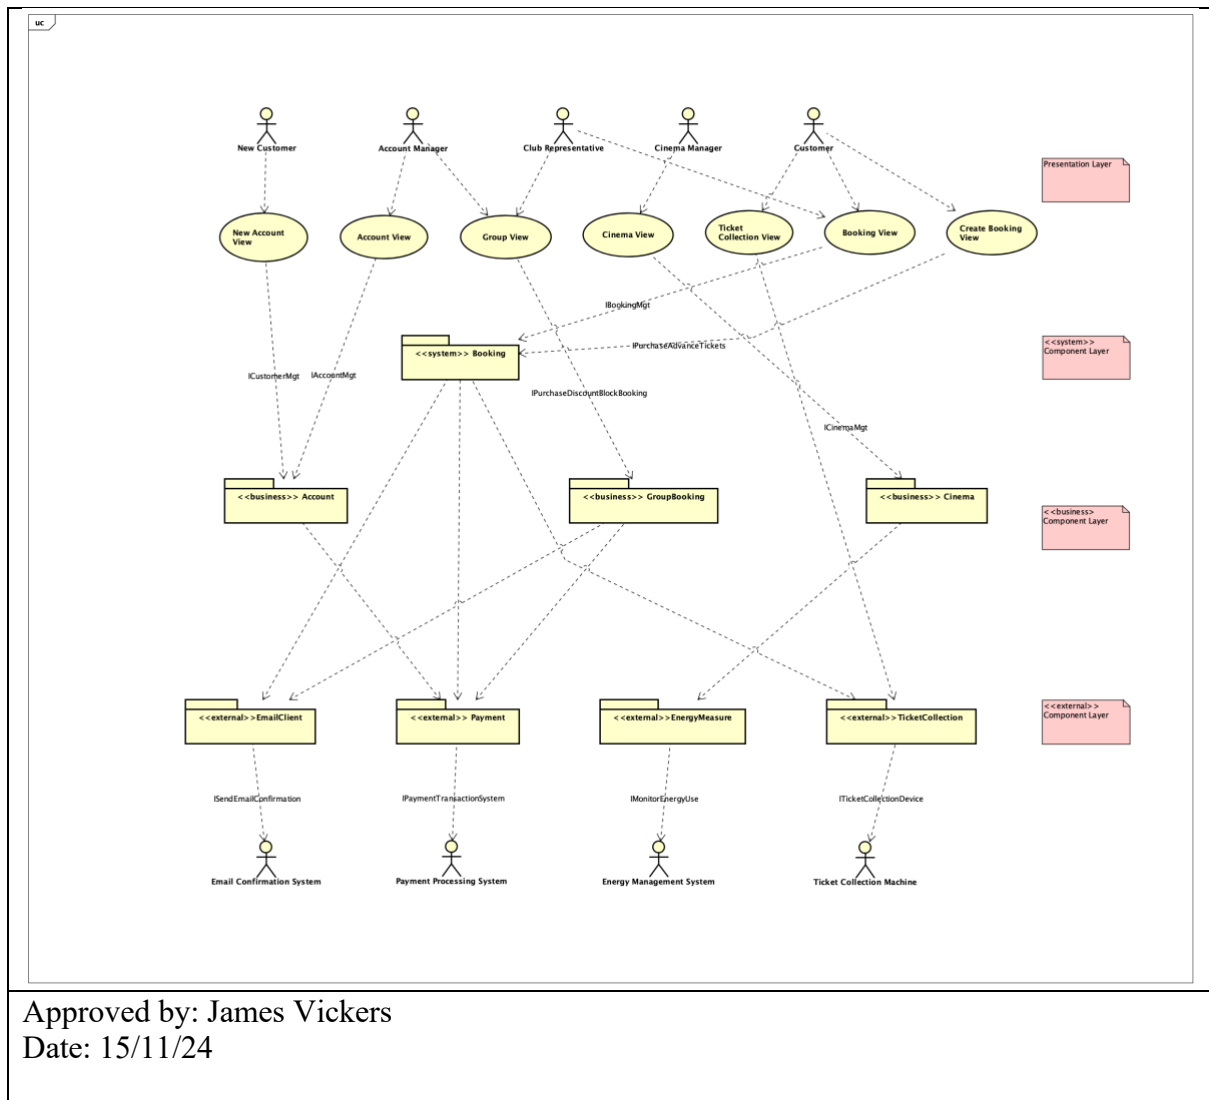 uc
New Customer
Account Manager
Club Representative
Cinema Manager
Customer
Presentation Layer
New Account
View
Account View
Group View
Cinema View
Ticket
Collection View
Booking View
Create Booking
View
IBookingMgt
<<system>> Booking
IPurchaseAdvanceTickets
<<system>>
Component Layer
ICustomerMgt
IAccountMgt
IPurchaseDiscountBlockBooking
ICinemaMgt
<<business>> Account
<<business>> GroupBooking
<<business>> Cinema
<<business>
Component Layer
<<external>>EmailClient
<<external>> Payment
<<external>>EnergyMeasure
<<external>>TicketCollection
<<external>>
Component Layer
ISendEmailConfirmation
IPaymentTransactionSystem
IMonitorEnergyUse
ITicketCollectionDevice
Email Confirmation System
Payment Processing System
Energy Management System
Ticket Collection Machine
Approved by: James Vickers
Date: 15/11/24